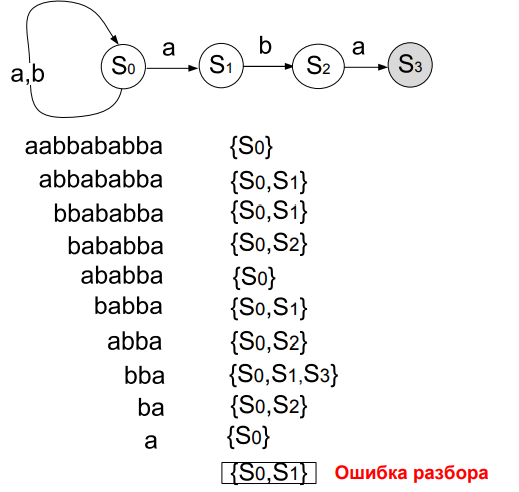 a
b
a
a,b
S0
S1
S2
S3
aabbababba {S0}
abbababba {S0,S1}
bbababba {S0,S1}
bababba {S0,S2}
ababba {S0}
babba {S0,S1}
abba {S0,S2}
bba {S0,S1,S3}
ba {S0,S2}
a {S0}
{S0,S1} Ошибка разбора